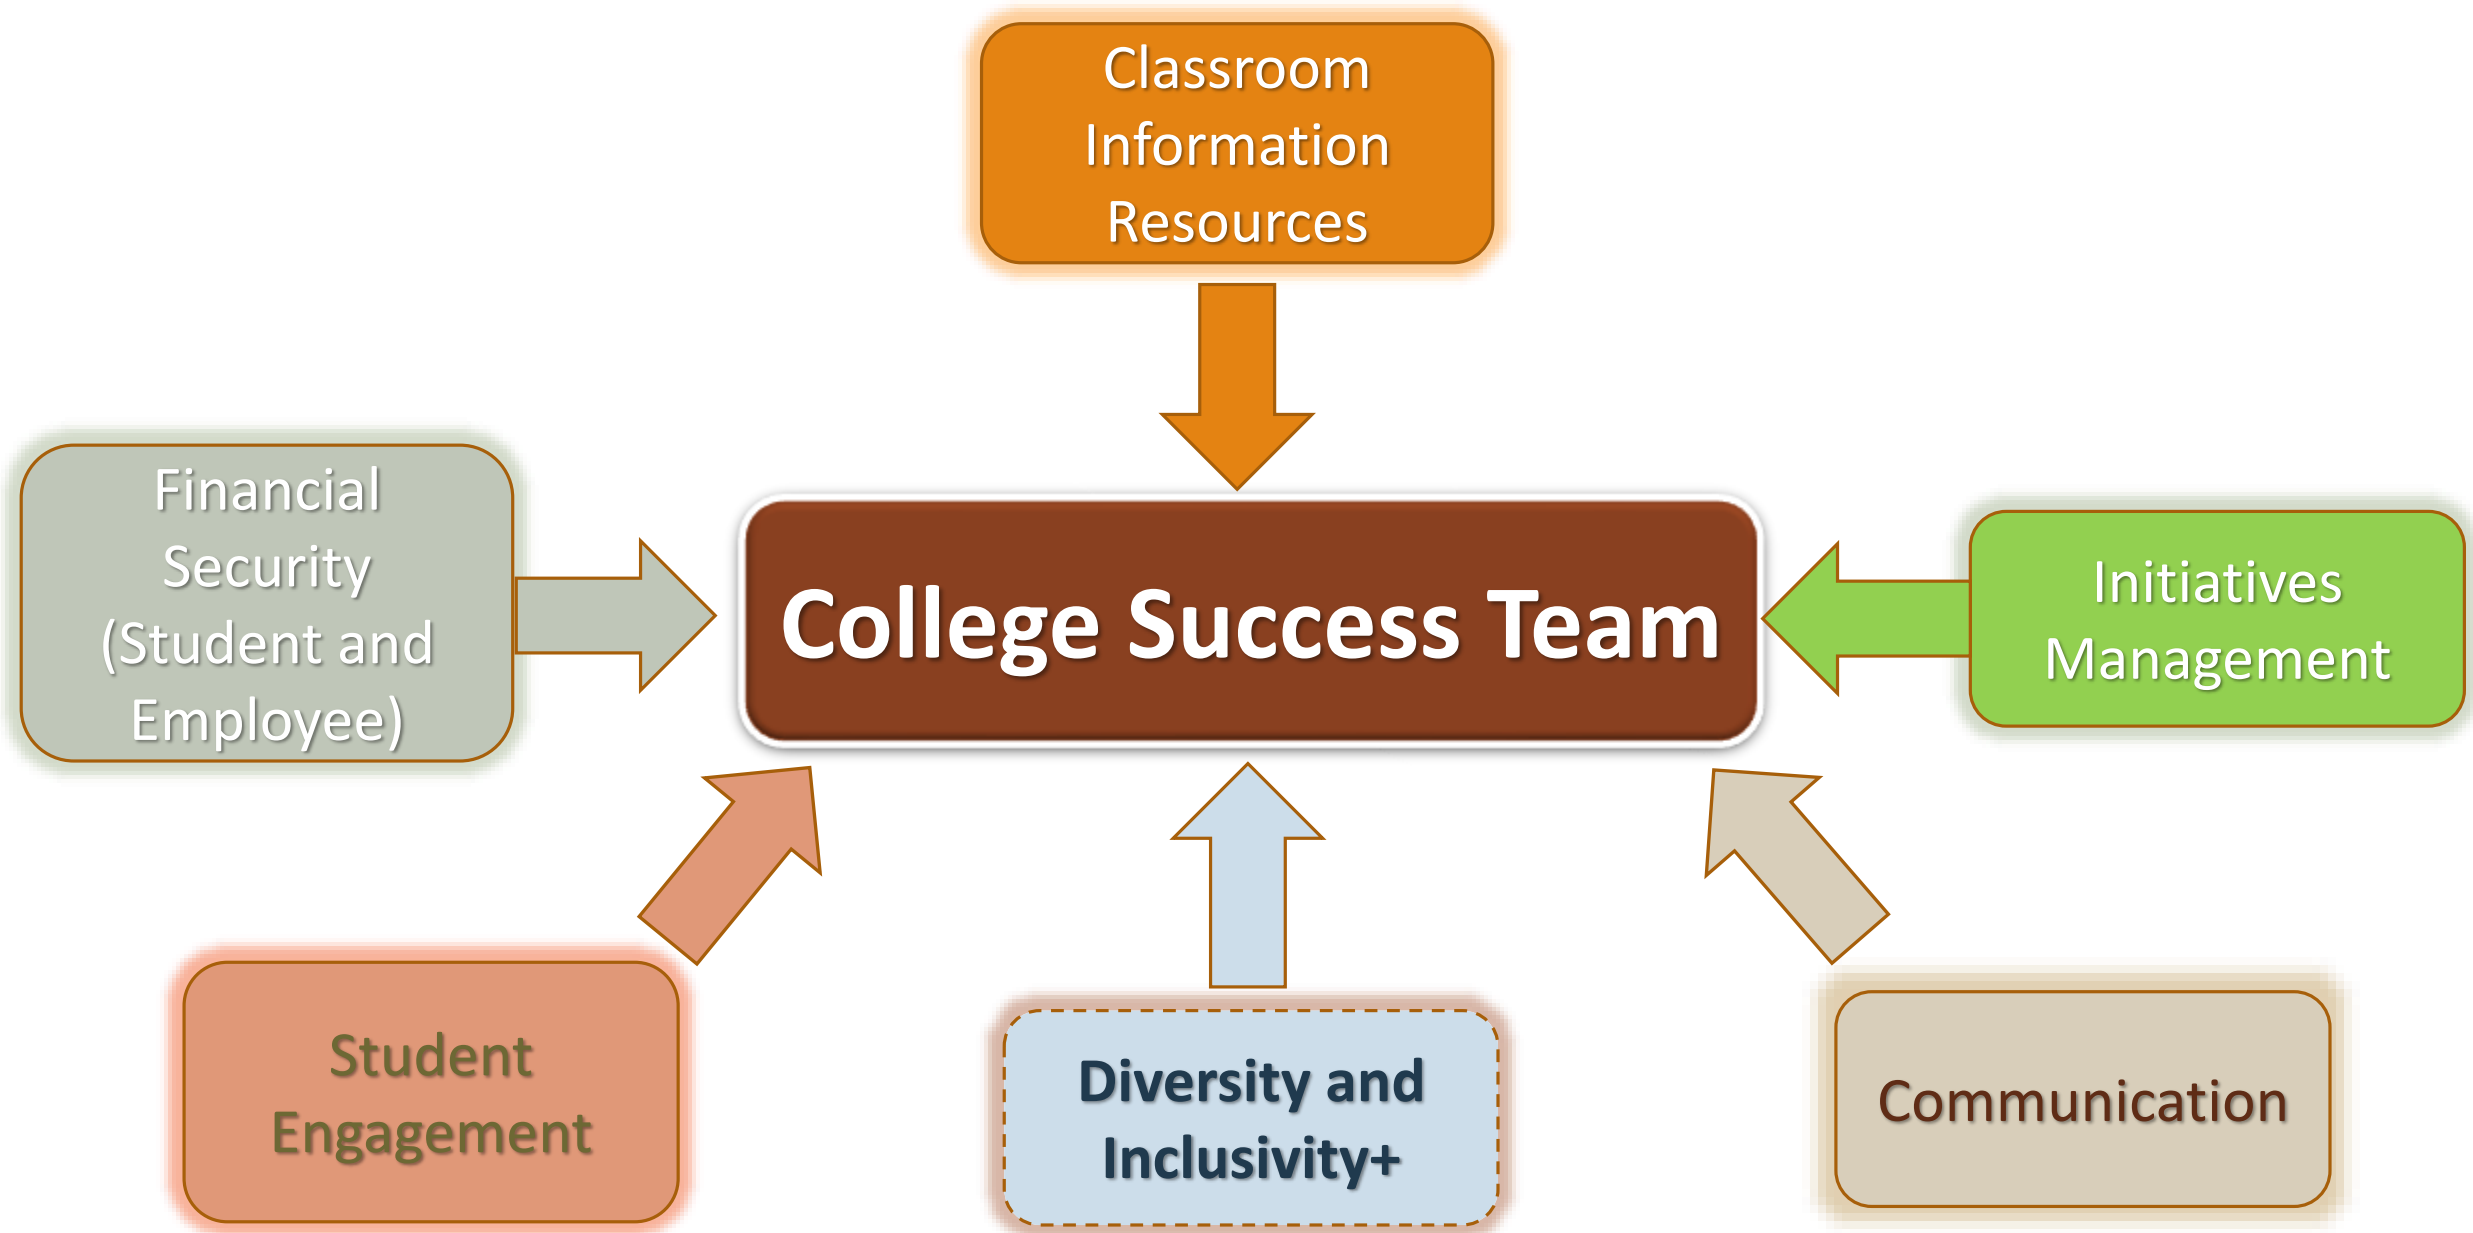 Classroom
Information
Resources
Financial
Security
(Student and
Employee)
College Success Team
Initiatives
Management
Student
Engagement
Diversity and
Inclusivity+
Communication